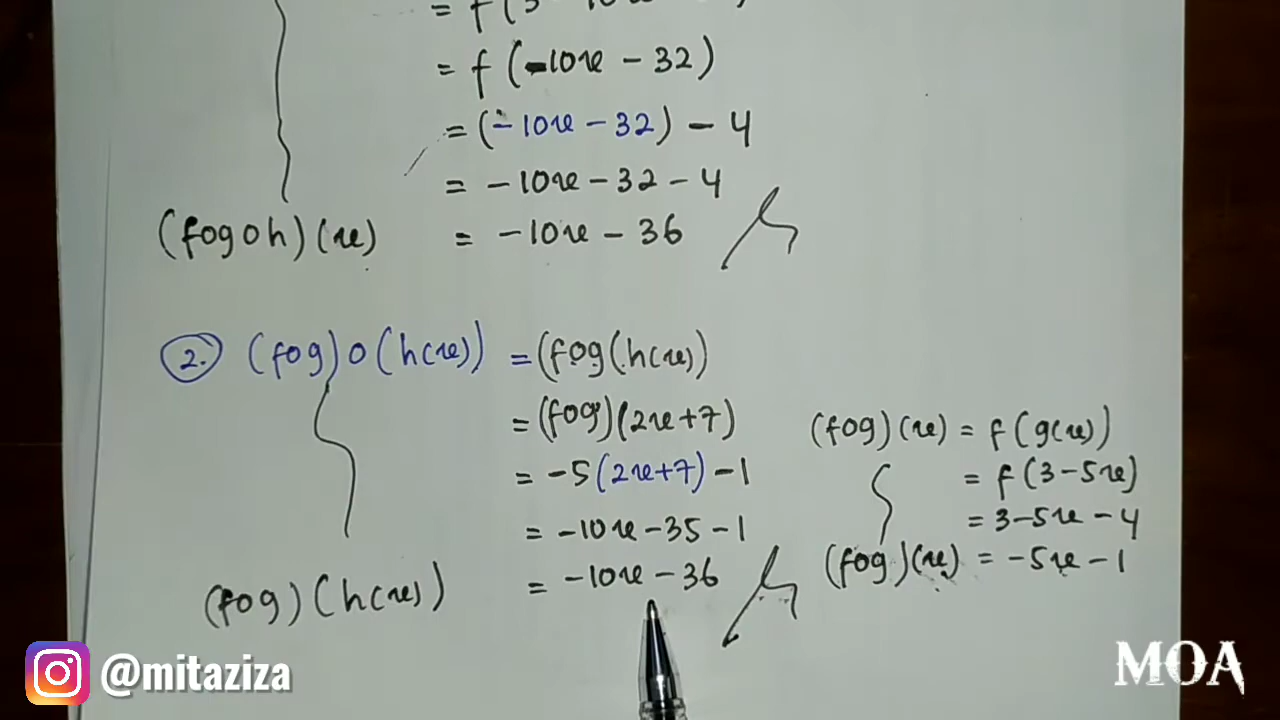 = f(3
= f(-10x - 32)
= (-10x - 32) - 4
= -10x - 32 - 4
(fogoh)(x) = -10x - 36
2. (fog)o(h(x)) = (fog(h(x))
= (fog)(2x+7)
= -5(2x+7) - 1
= -10x - 35 - 1
(fog)(h(x)) = -10x - 36
(fog)(x) = f(g(x))
= f(3-5x)
= 3-5x-4
(fog)(x) = -5x-1
@mitaziza
MOA